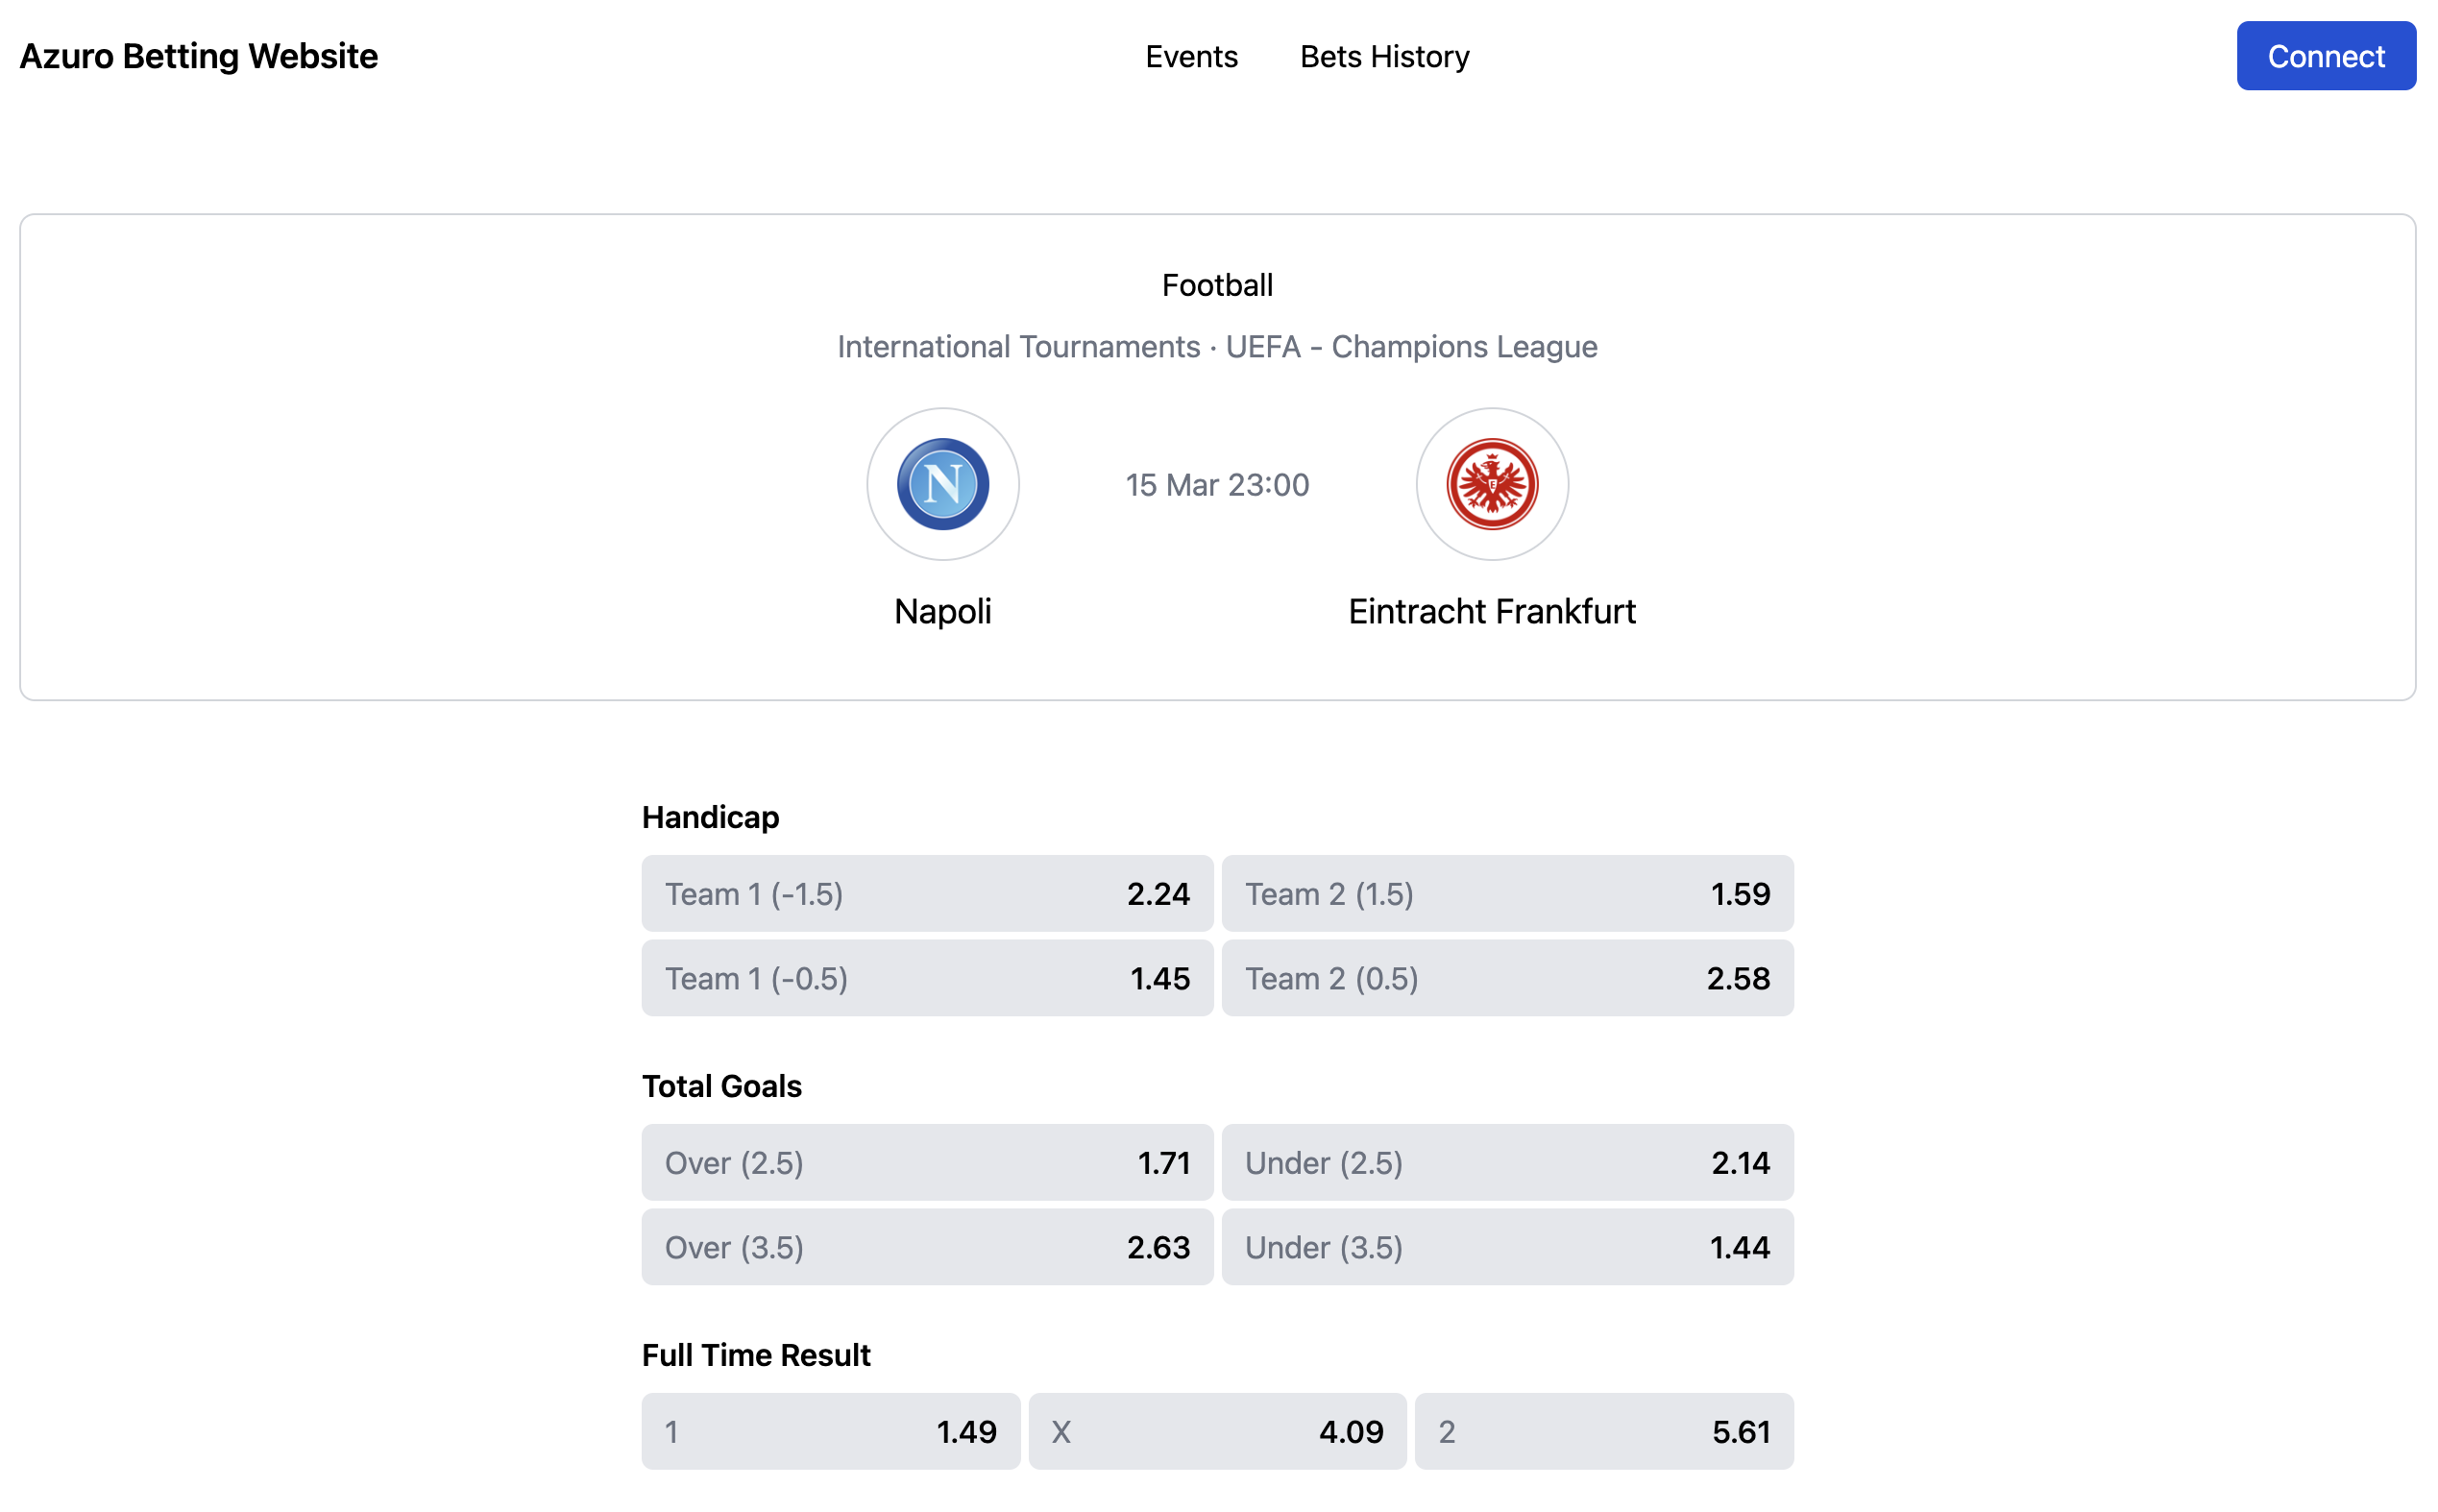 Azuro Betting Website Events Bets History Connect
Football
International Tournaments · UEFA - Champions League
N 15 Mar 23:00 E
Napoli Eintracht Frankfurt
Handicap
Team 1 (-1.5) 2.24 Team 2 (1.5) 1.59
Team 1 (-0.5) 1.45 Team 2 (0.5) 2.58
Total Goals
Over (2.5) 1.71 Under (2.5) 2.14
Over (3.5) 2.63 Under (3.5) 1.44
Full Time Result
1 1.49 X 4.09 2 5.61